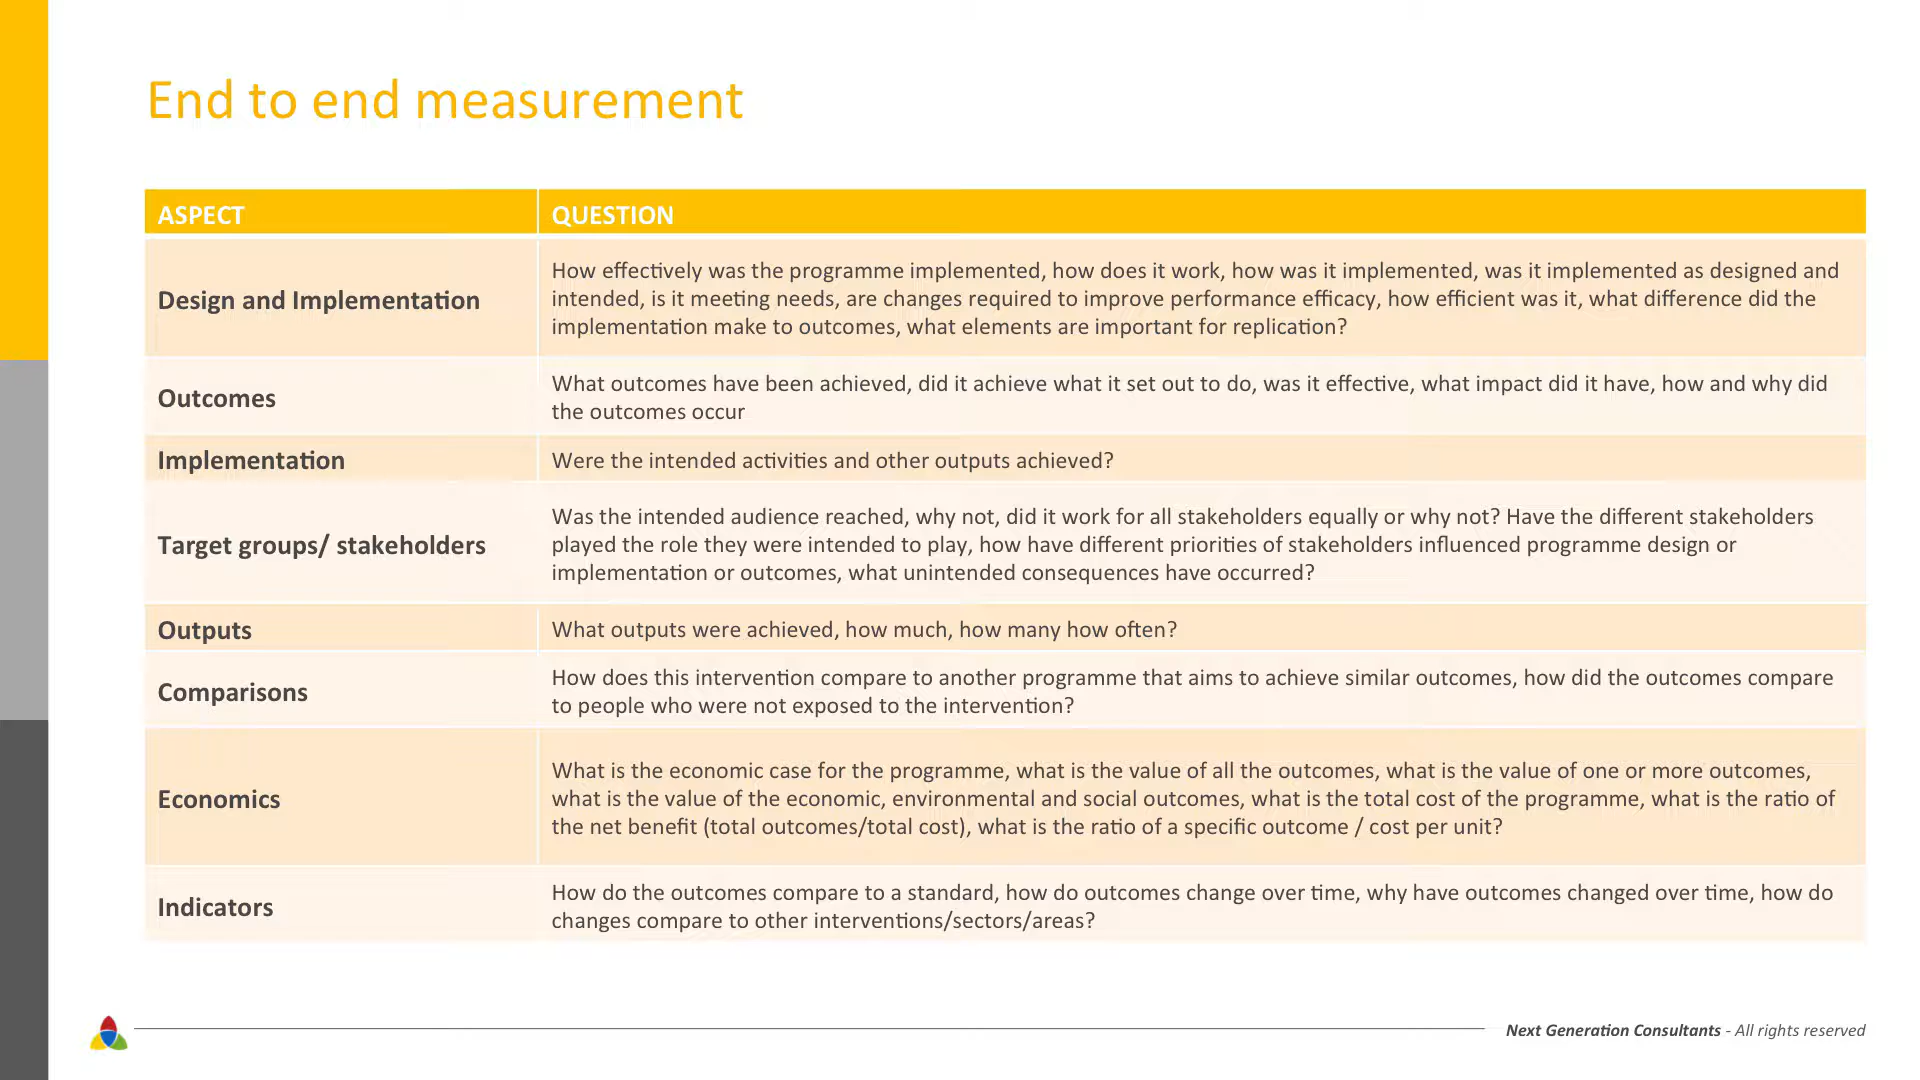 End to end measurement
ASPECT
QUESTION
Design and Implementation
How effectively was the programme implemented, how does it work, how was it implemented, was it implemented as designed and
intended, is it meeting needs, are changes required to improve performance efficacy, how efficient was it, what difference did the
implementation make to outcomes, what elements are important for replication?
Outcomes
What outcomes have been achieved, did it achieve what it set out to do, was it effective, what impact did it have, how and why did
the outcomes occur
Implementation
Were the intended activities and other outputs achieved?
Target groups/ stakeholders
Was the intended audience reached, why not, did it work for all stakeholders equally or why not? Have the different stakeholders
played the role they were intended to play, how have different priorities of stakeholders influenced programme design or
implementation or outcomes, what unintended consequences have occurred?
Outputs
What outputs were achieved, how much, how many how often?
Comparisons
How does this intervention compare to another programme that aims to achieve similar outcomes, how did the outcomes compare
to people who were not exposed to the intervention?
Economics
What is the economic case for the programme, what is the value of all the outcomes, what is the value of one or more outcomes,
what is the value of the economic, environmental and social outcomes, what is the total cost of the programme, what is the ratio of
the net benefit (total outcomes/total cost), what is the ratio of a specific outcome / cost per unit?
Indicators
How do the outcomes compare to a standard, how do outcomes change over time, why have outcomes changed over time, how do
changes compare to other interventions/sectors/areas?
Next Generation Consultants - All rights reserved